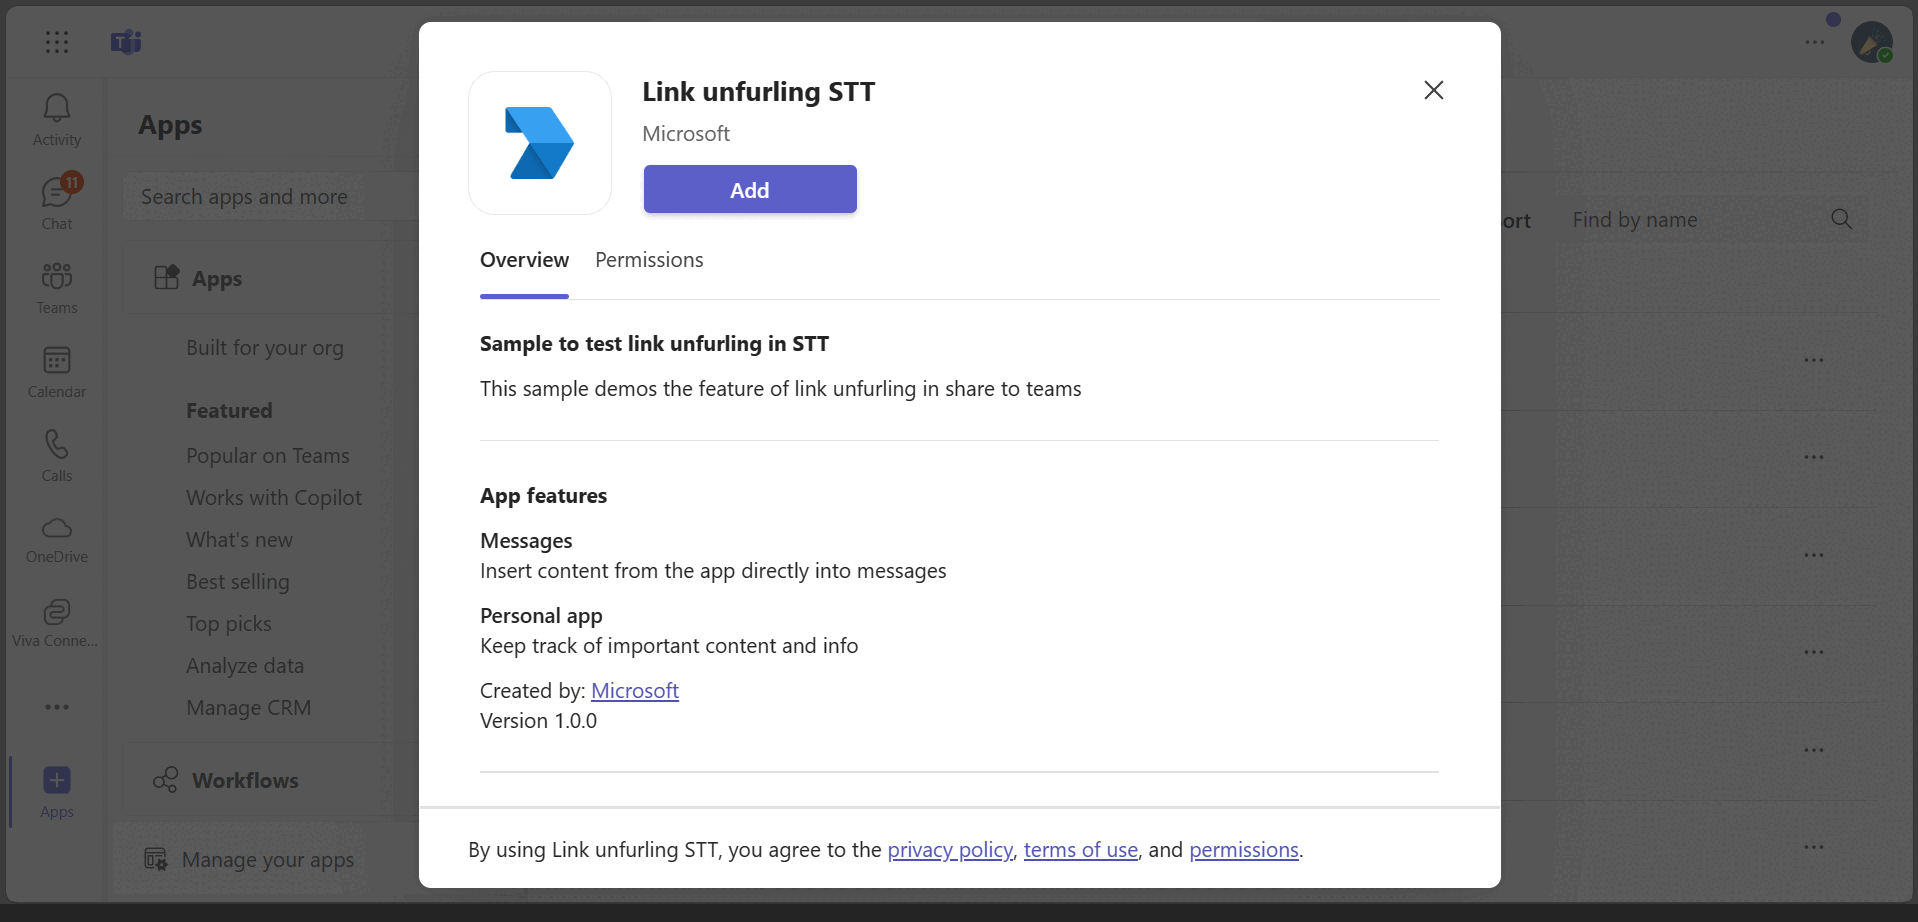 T
Activity
11
Chat
Teams
Calendar
Calls
OneDrive
Viva Conne...
Apps
Apps
Search apps and more
Apps
Built for your org
Featured
Popular on Teams
Works with Copilot
What's new
Best selling
Top picks
Analyze data
Manage CRM
Workflows
Manage your apps
Link unfurling STT
Microsoft
Add
Overview
Permissions
Sample to test link unfurling in STT
This sample demos the feature of link unfurling in share to teams
App features
Messages
Insert content from the app directly into messages
Personal app
Keep track of important content and info
Created by: Microsoft
Version 1.0.0
By using Link unfurling STT, you agree to the privacy policy, terms of use, and permissions.
ort
Find by name